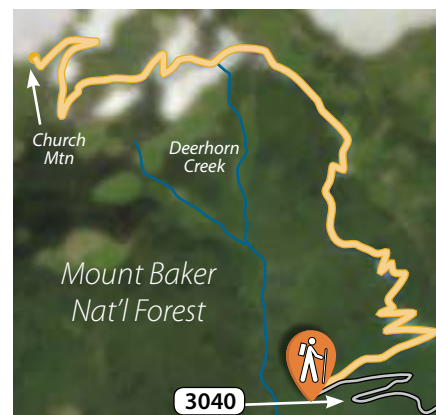 Church
Mtn
Deerhorn
Creek
Mount Baker
Nat'l Forest
3040